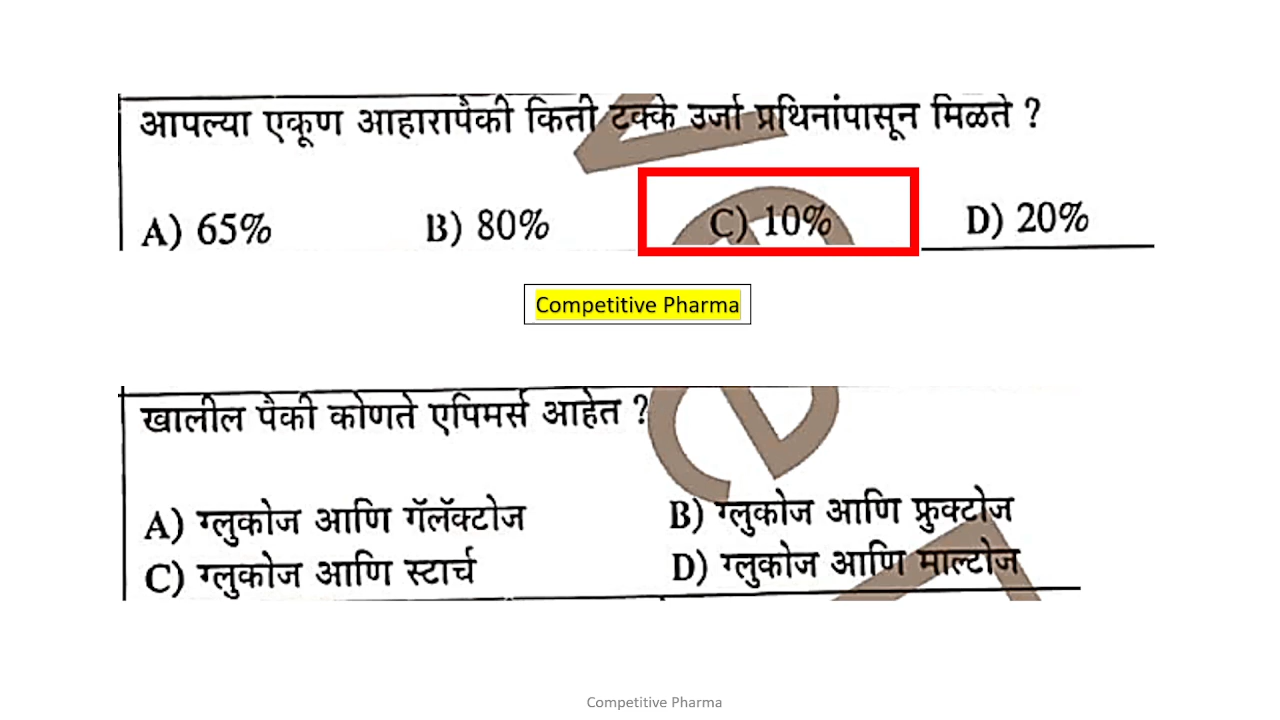 आपल्या एकूण आहारापैकी किती टक्के उर्जा प्रथिनांपासून मिळते ?
A) 65% B) 80% C) 10% D) 20%
Competitive Pharma
खालील पैकी कोणते एपिमर्स आहेत ?
A) ग्लुकोज आणि गॅलॅक्टोज B) ग्लुकोज आणि फ्रुक्टोज
C) ग्लुकोज आणि स्टार्च D) ग्लुकोज आणि माल्टोज
Competitive Pharma